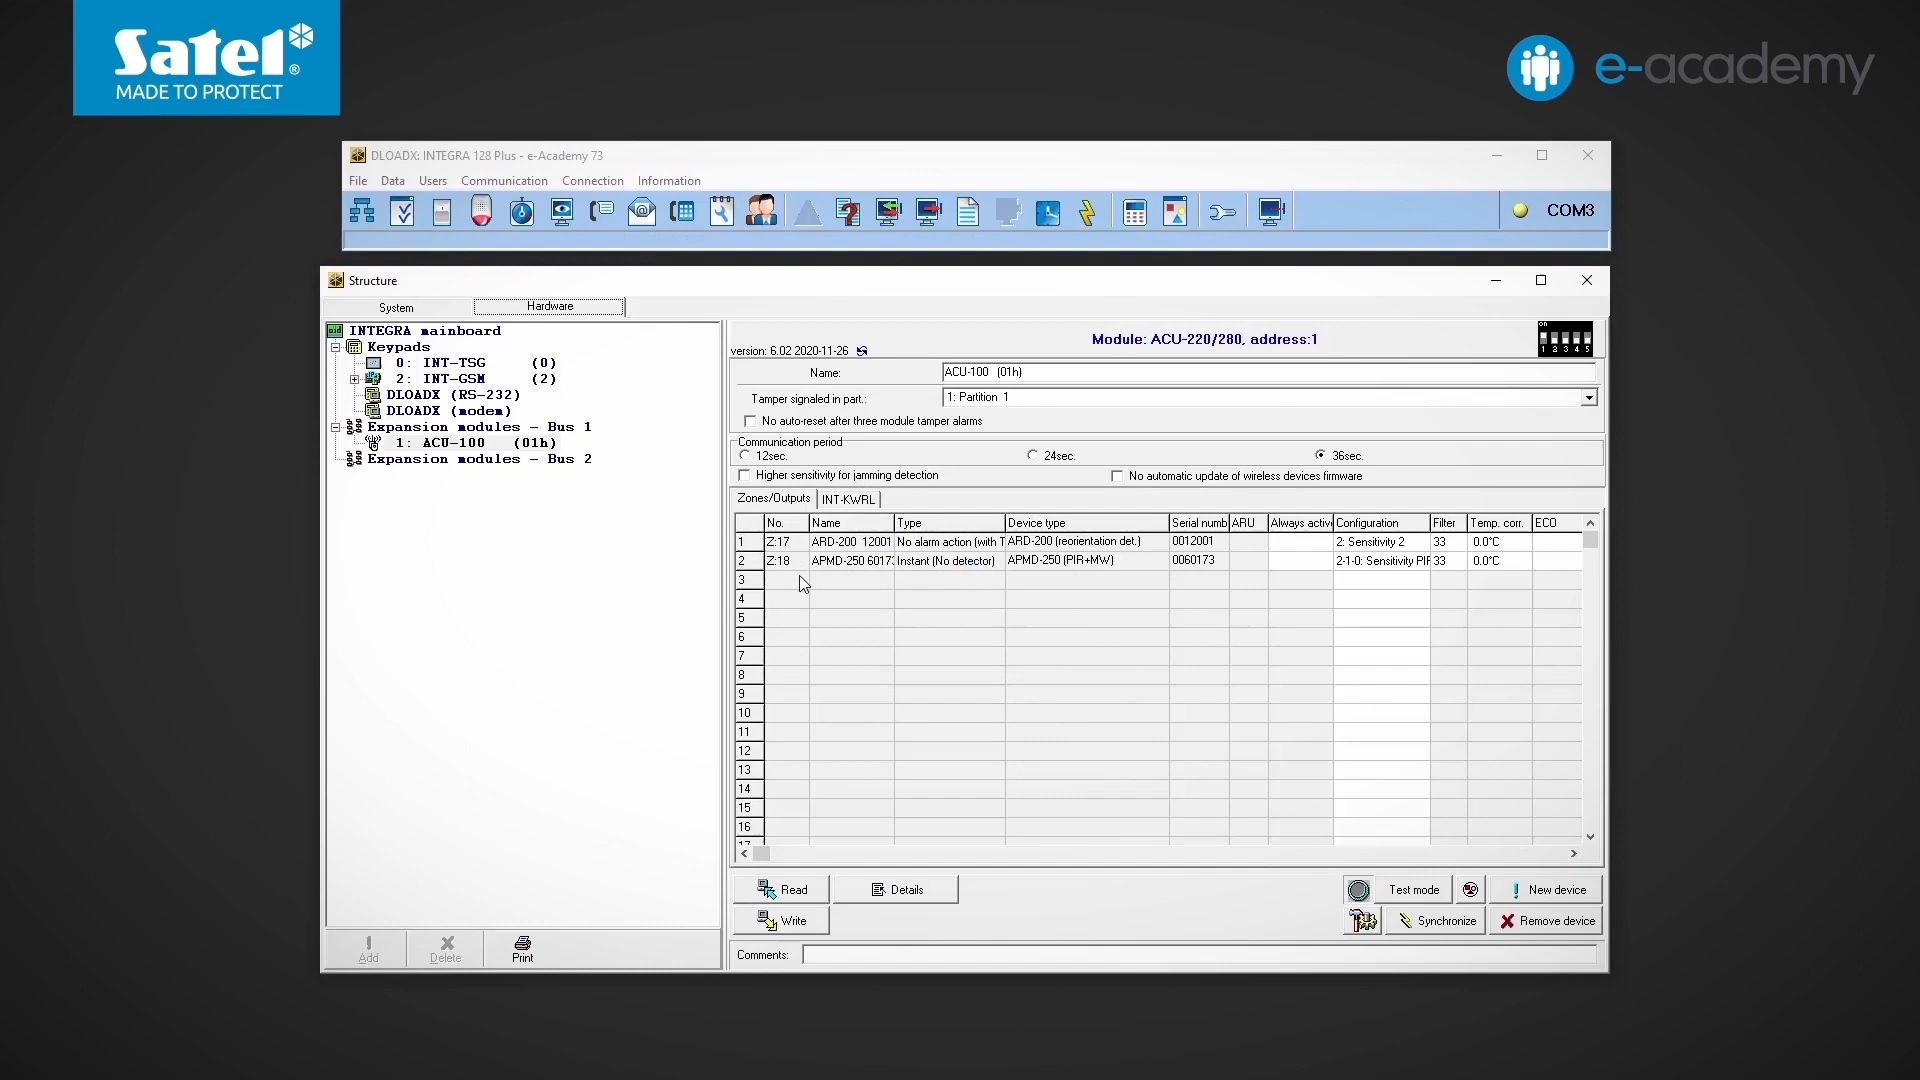 Satel®
MADE TO PROTECT
e-academy
DLOADX: INTEGRA 128 Plus - e-Academy 73
File Data Users Communication Connection Information
COM3
Structure
System Hardware
INTEGRA mainboard
Keypads
0: INT-TSG (0)
2: INT-GSM (2)
DLOADX (RS-232)
DLOADX (modem)
Expansion modules - Bus 1
1: ACU-100 (01h)
Expansion modules - Bus 2
Add Delete Print
Module: ACU-220/280, address:1
version: 6.02 2020-11-26
on
1 2 3 4 5
Name: ACU-100 (01h)
Tamper signaled in part.: 1: Partition 1
No auto-reset after three module tamper alarms
Communication period
12sec. 24sec. 36sec.
Higher sensitivity for jamming detection No automatic update of wireless devices firmware
Zones/Outputs INT-KWRL
No. Name Type Device type Serial numb ARU Always activ Configuration Filter Temp. corr. ECO
1 Z:17 ARD-200 12001 No alarm action (with T ARD-200 (reorientation det.) 0012001 2: Sensitivity 2 33 0.0°C
2 Z:18 APMD-250 60173 Instant (No detector) APMD-250 (PIR+MW) 0060173 2-1-0: Sensitivity PIF 33 0.0°C
3
4
5
6
7
8
9
10
11
12
13
14
15
16
17
Read Details Test mode New device
Write Synchronize Remove device
Comments: